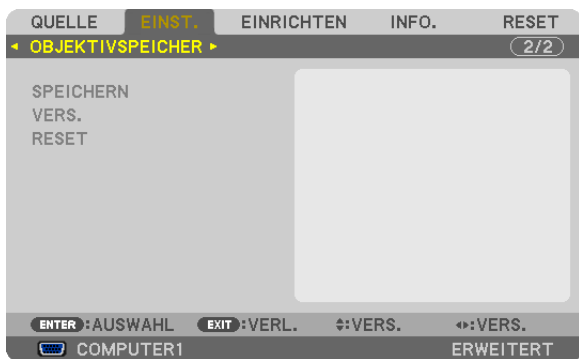 QUELLE EINST. EINRICHTEN INFO. RESET
◄ OBJEKTIVSPEICHER ► 2/2
SPEICHERN
VERS.
RESET
ENTER:AUSWAHL EXIT:VERL. ♦:VERS. ◂▸:VERS.
COMPUTER1 ERWEITERT